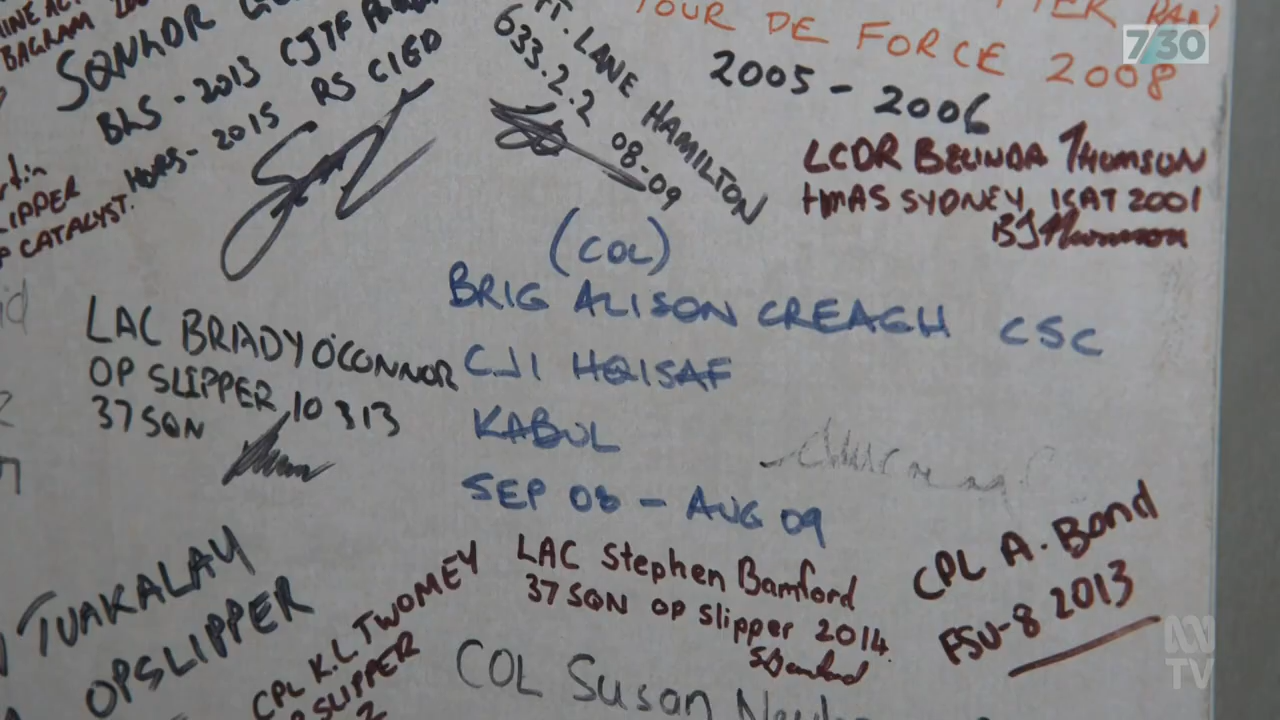 BAGRAM
SQNLDR
BLS - 2013 CJTF
HQRS - 2015 RS CIED
SLIPPER
OP CATALYST.
FT. LANE HAMILTON
633.2.2 08-09
TOUR DE FORCE 2008
2005 - 2006
7.30
LCDR BELINDA THOMSON
HMAS SYDNEY ISAT 2001
BJThomson
(COL)
BRIG ALISON CREAGH CSC
CJ1 HQISAF
KABUL
SEP 08 - AUG 09
LAC BRADY O'CONNOR
OP SLIPPER 10 313
37 SQN
TUAKALAU
OPSLIPPER
CPL K.L TWOMEY
SLIPPER
2
LAC Stephen Bamford
37 SQN OP Slipper 2014
SBamford
CPL A. Bond
FSU-8 2013
COL Susan
TV